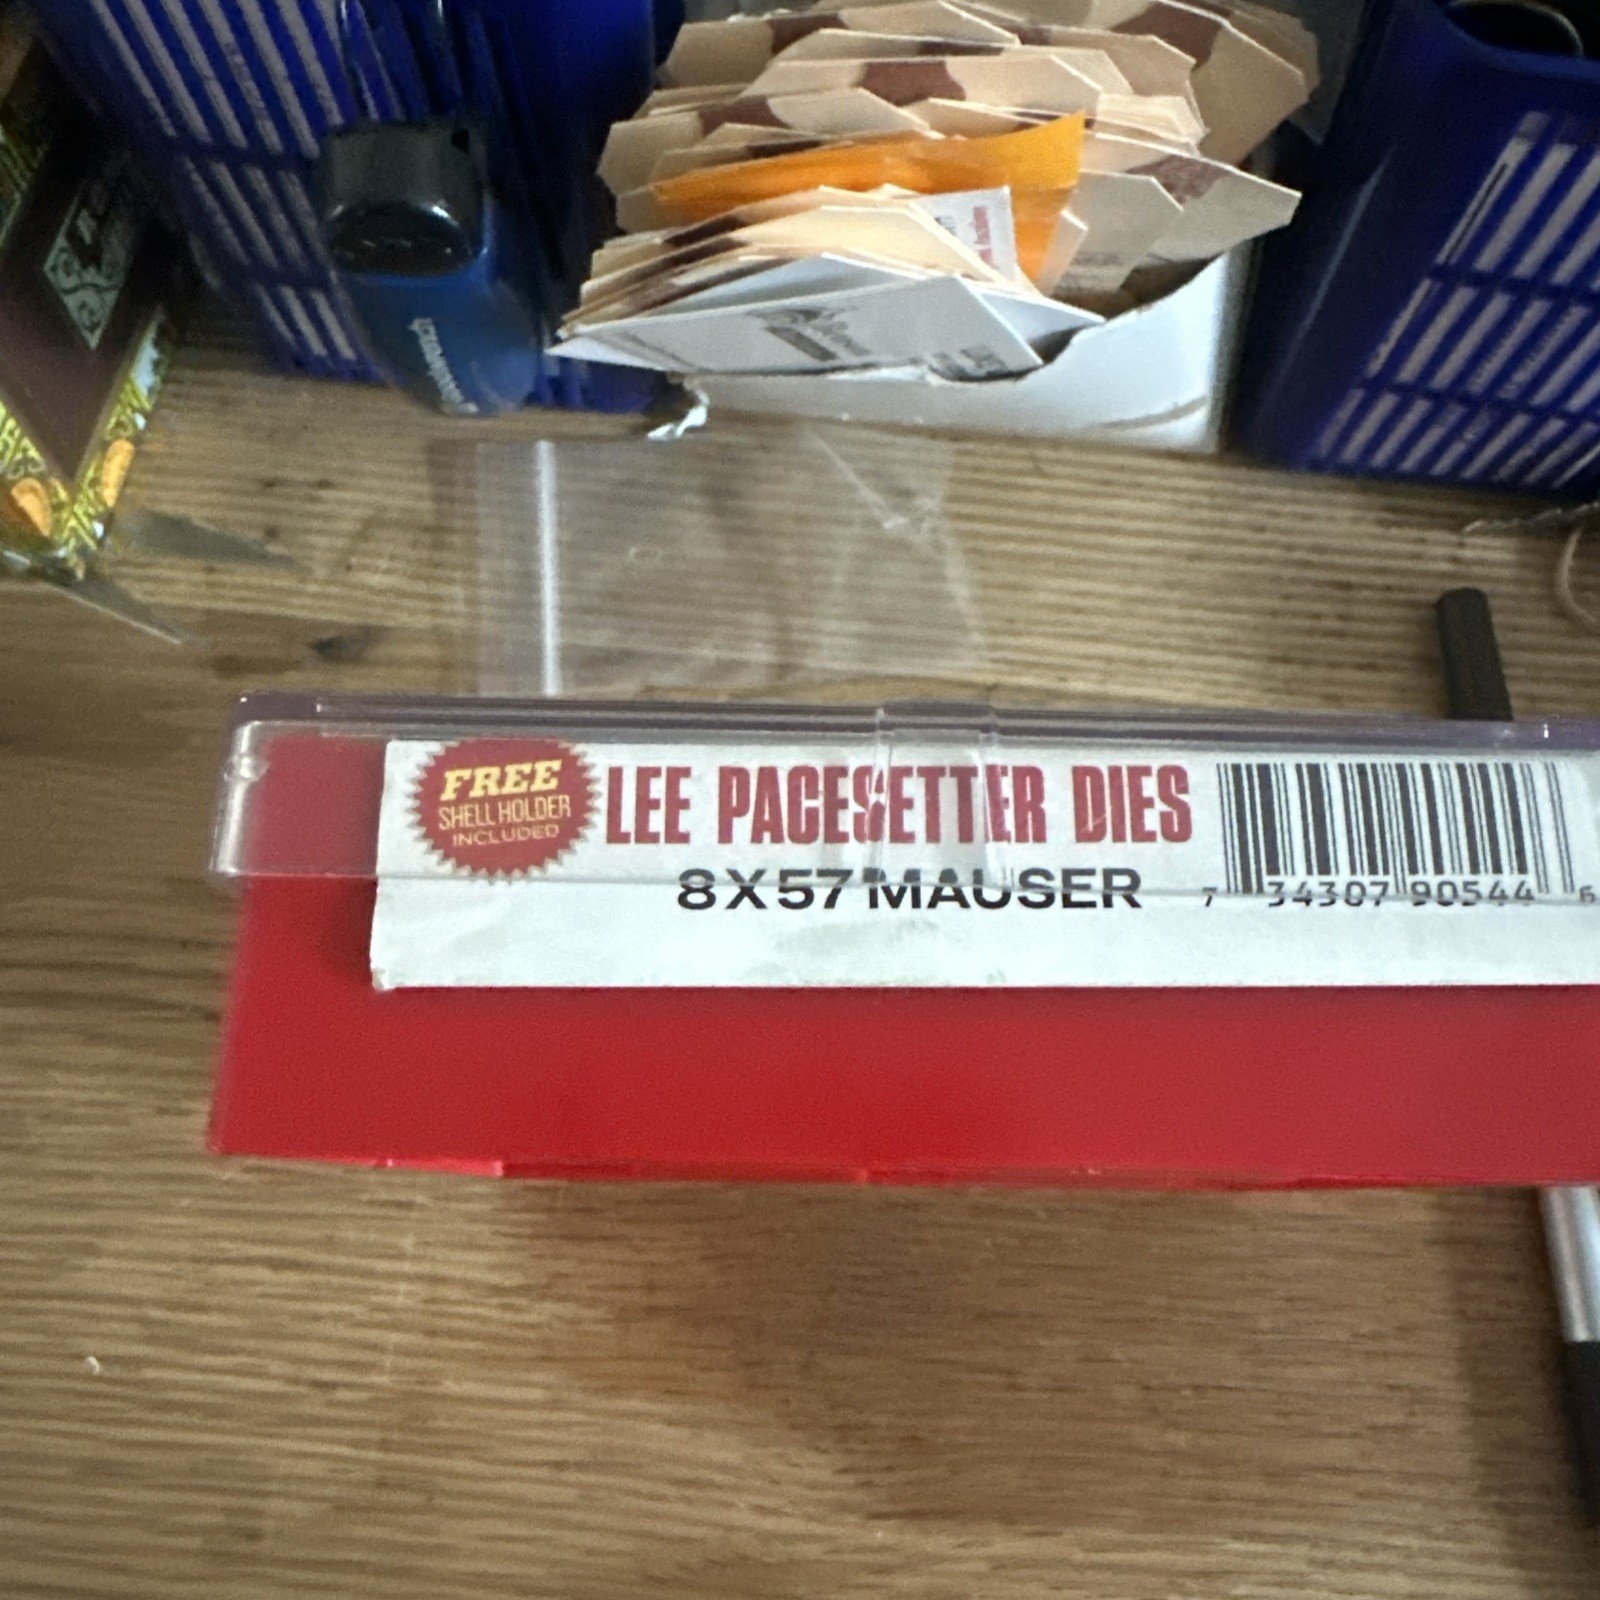 FREE
SHELL HOLDER
INCLUDED
LEE PACESETTER DIES
8X57 MAUSER
7 34307 90544 6